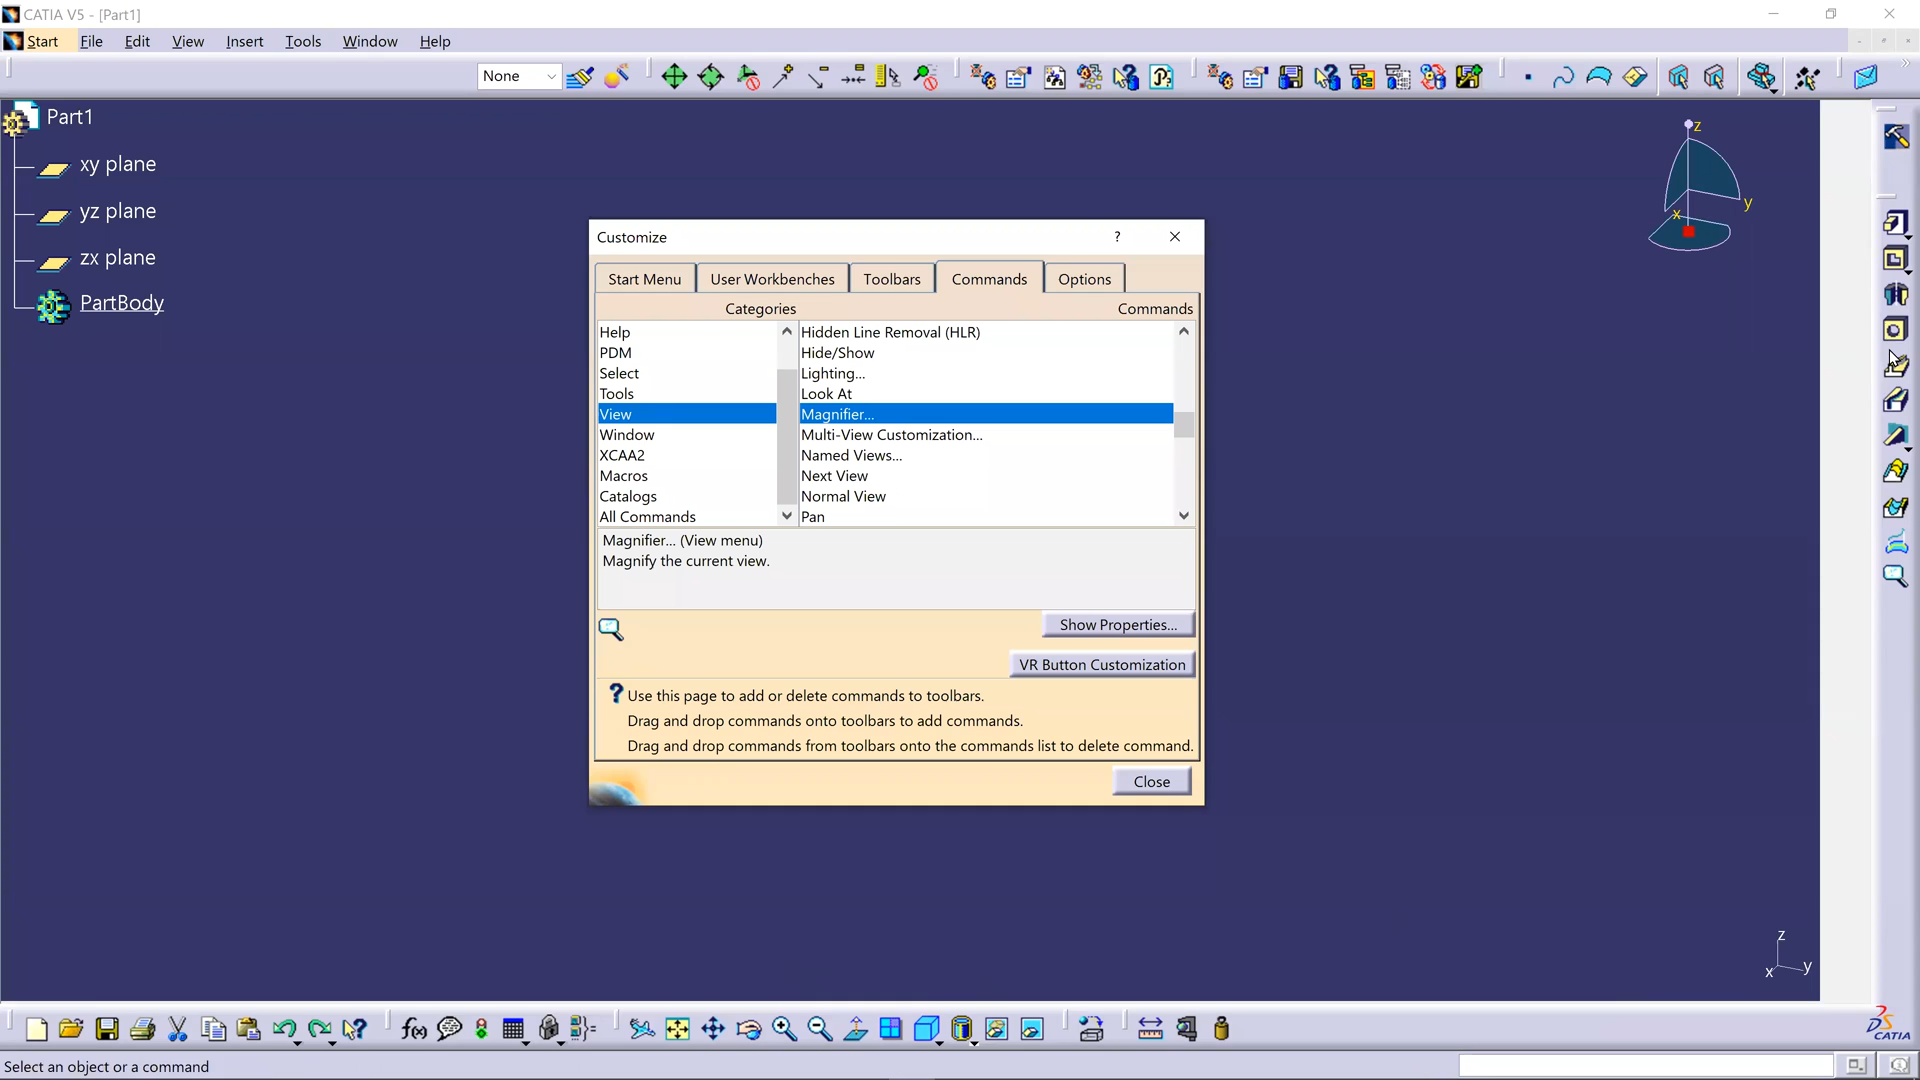 CATIA V5 - [Part1]
Start File Edit View Insert Tools Window Help
None
Part1
xy plane
yz plane
zx plane
PartBody
z
y
x
Customize
?
Start Menu User Workbenches Toolbars Commands Options
Categories Commands
Help
PDM
Select
Tools
View
Window
XCAA2
Macros
Catalogs
All Commands
Hidden Line Removal (HLR)
Hide/Show
Lighting...
Look At
Magnifier...
Multi-View Customization...
Named Views...
Next View
Normal View
Pan
Magnifier... (View menu)
Magnify the current view.
Show Properties...
VR Button Customization
? Use this page to add or delete commands to toolbars.
Drag and drop commands onto toolbars to add commands.
Drag and drop commands from toolbars onto the commands list to delete command.
Close
z
x y
f(x)
CATIA
Select an object or a command